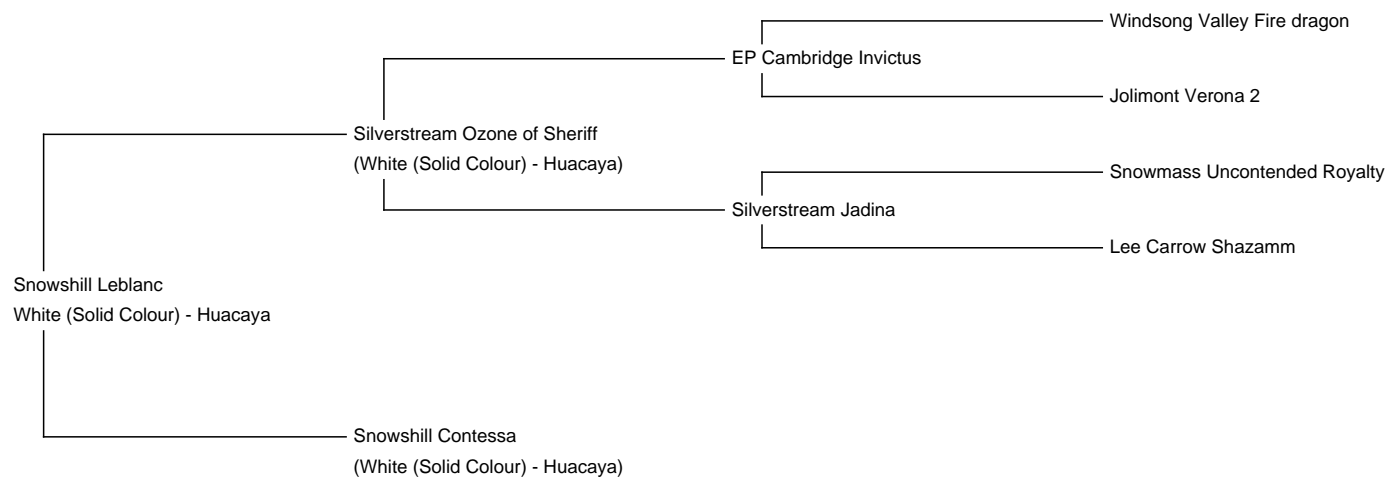 Windsong Valley Fire dragon
EP Cambridge Invictus
Jolimont Verona 2
Silverstream Ozone of Sheriff
(White (Solid Colour) - Huacaya)
Snowmass Uncontended Royalty
Silverstream Jadina
Lee Carrow Shazamm
Snowshill Leblanc
White (Solid Colour) - Huacaya
Snowshill Contessa
(White (Solid Colour) - Huacaya)